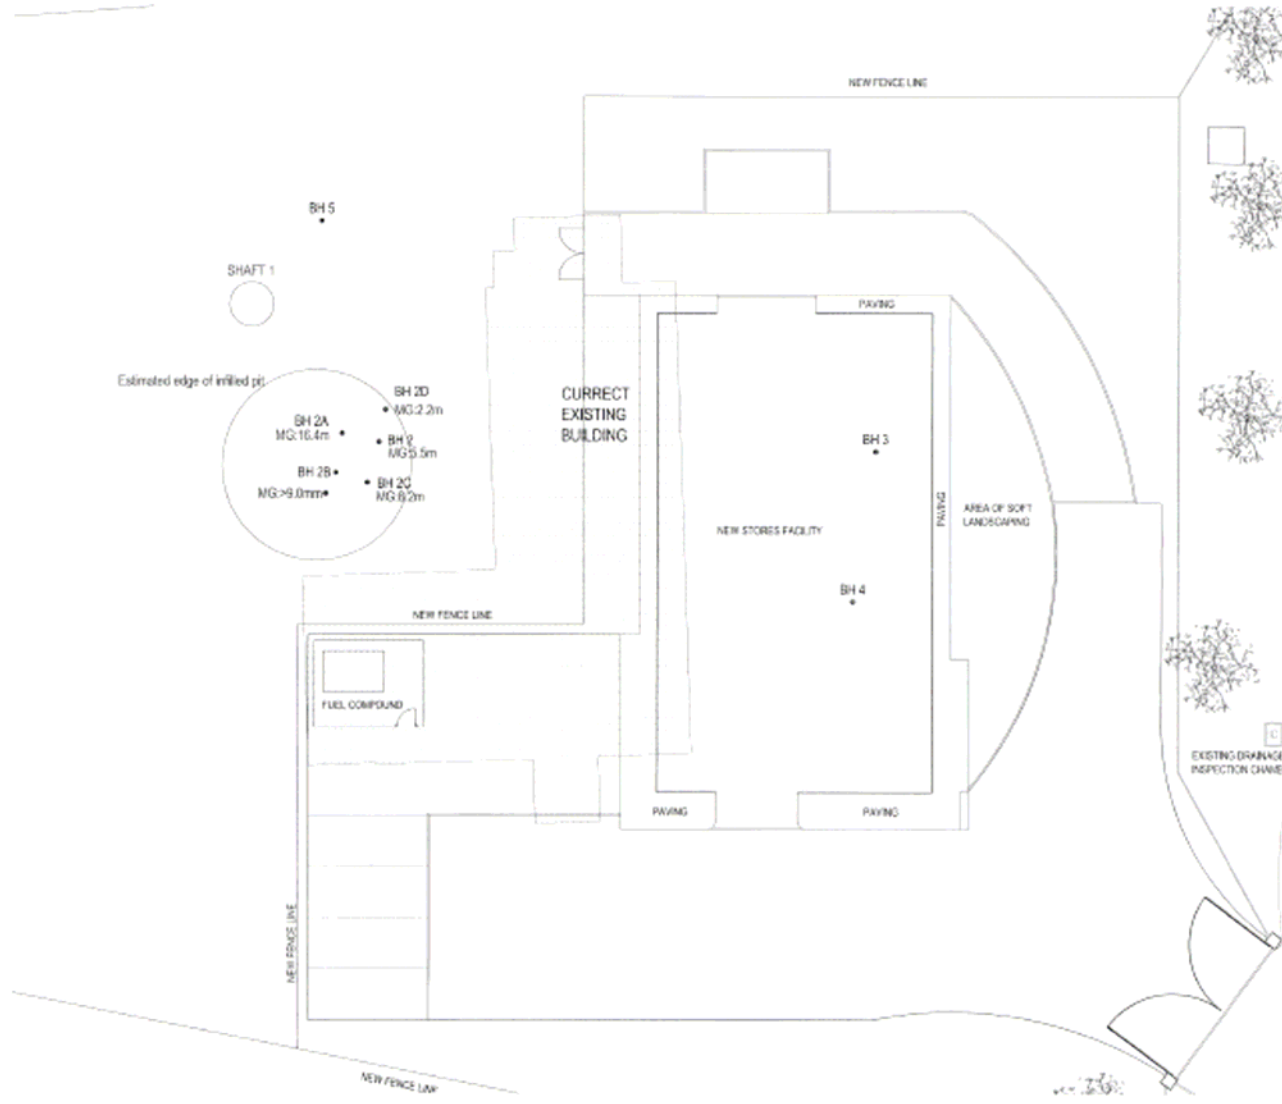 NEW FENCE LINE
BH 5
SHAFT 1
Estimated edge of infilled pit
BH 2D
MG:2.2m
BH 2A
MG:16.4m
BH 2
MG:5.5m
BH 2B
MG:>9.0mm
BH 2C
MG:8.2m
CURRECT
EXISTING
BUILDING
PAVING
BH 3
NEW STORES FACILITY
PAVING
AREA OF SOFT
LANDSCAPING
BH 4
NEW FENCE LINE
FUEL COMPOUND
EXISTING DRAINAGE
INSPECTION CHAMB
PAVING
PAVING
NEW FENCE LINE
NEW FENCE LINE